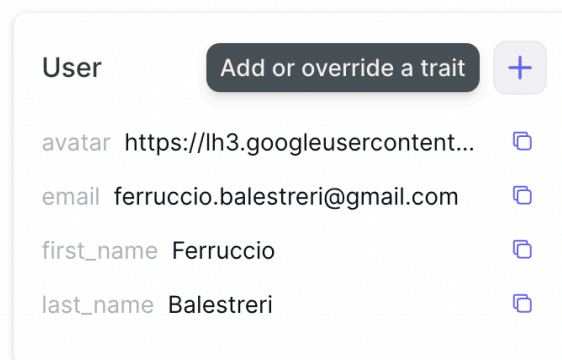 User Add or override a trait
avatar https://lh3.googleusercontent...
email ferruccio.balestreri@gmail.com
first_name Ferruccio
last_name Balestreri